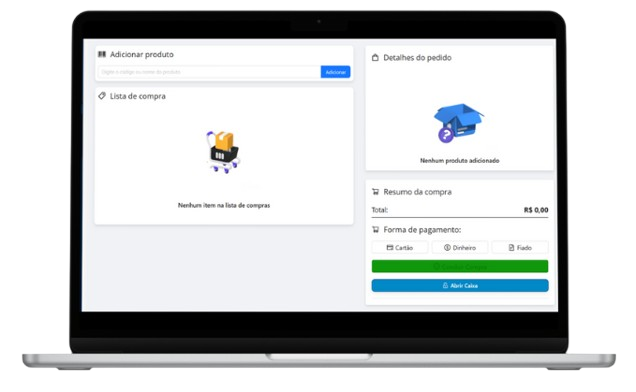 Adicionar produto
Digite o código ou nome do produto
Adicionar
Lista de compra
Nenhum item na lista de compras
Detalhes do pedido
Nenhum produto adicionado
Resumo da compra
Total: R$ 0,00
Forma de pagamento:
Cartão Dinheiro Fiado
Abrir Caixa